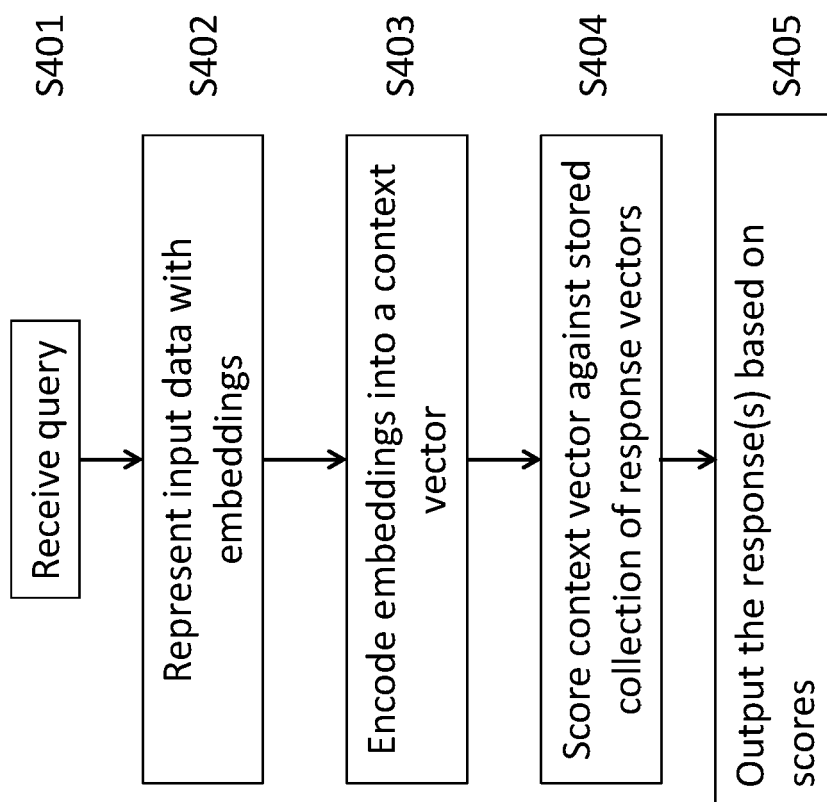 Receive query
S401
Represent input data with
embeddings
S402
Encode embeddings into a context
vector
S403
Score context vector against stored
collection of response vectors
S404
Output the response(s) based on
scores
S405